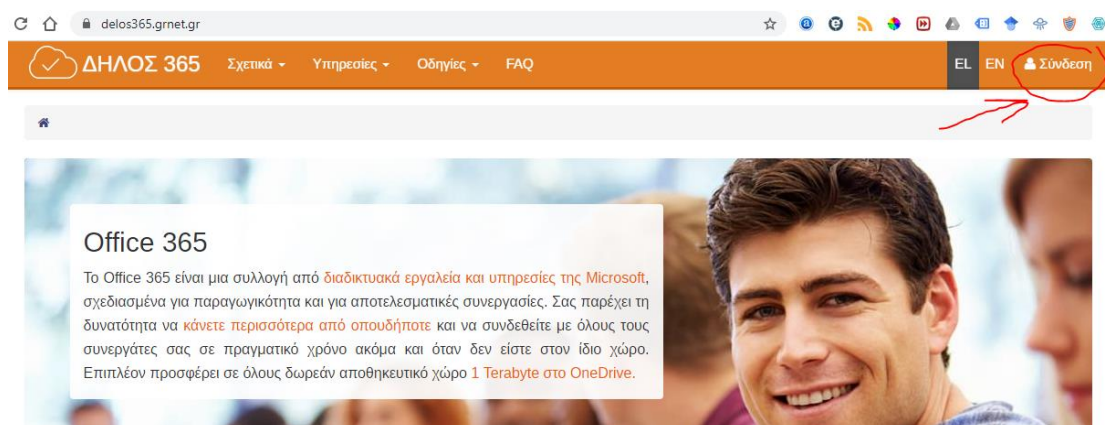 delos365.grnet.gr
ΔΗΛΟΣ 365 Σχετικά Υπηρεσίες Οδηγίες FAQ EL EN Σύνδεση
Office 365
Το Office 365 είναι μια συλλογή από διαδικτυακά εργαλεία και υπηρεσίες της Microsoft,
σχεδιασμένα για παραγωγικότητα και για αποτελεσματικές συνεργασίες. Σας παρέχει τη
δυνατότητα να κάνετε περισσότερα από οπουδήποτε και να συνδεθείτε με όλους τους
συνεργάτες σας σε πραγματικό χρόνο ακόμα και όταν δεν είστε στον ίδιο χώρο.
Επιπλέον προσφέρει σε όλους δωρεάν αποθηκευτικό χώρο 1 Terabyte στο OneDrive.